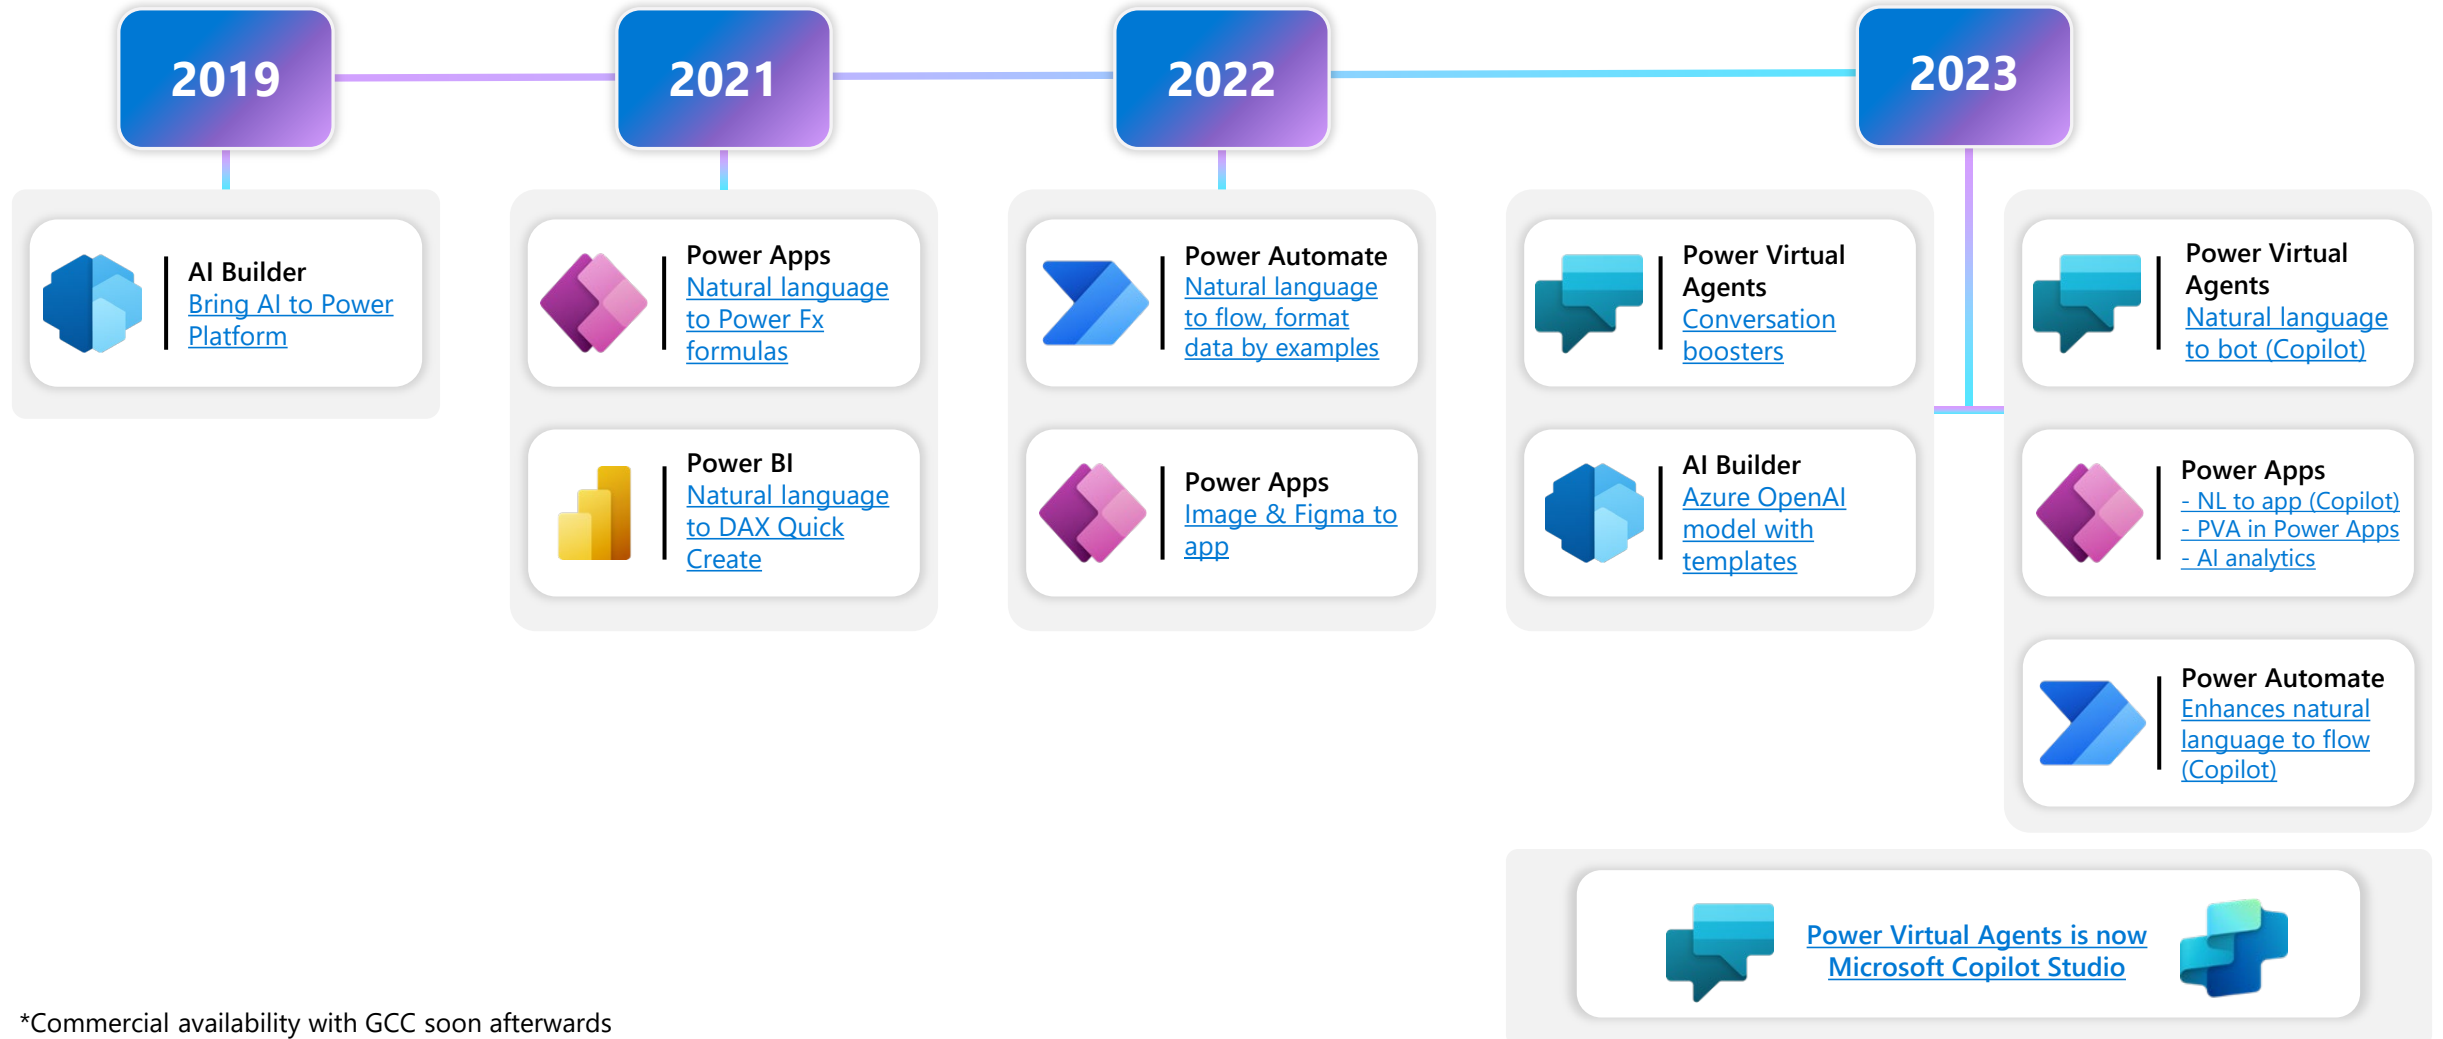 2019
2021
2022
2023
AI Builder
Bring AI to Power
Platform
Power Apps
Natural language
to Power Fx
formulas
Power BI
Natural language
to DAX Quick
Create
Power Automate
Natural language
to flow, format
data by examples
Power Apps
Image & Figma to
app
Power Virtual
Agents
Conversation
boosters
AI Builder
Azure OpenAI
model with
templates
Power Virtual
Agents
Natural language
to bot (Copilot)
Power Apps
- NL to app (Copilot)
- PVA in Power Apps
- AI analytics
Power Automate
Enhances natural
language to flow
(Copilot)
Power Virtual Agents is now
Microsoft Copilot Studio
*Commercial availability with GCC soon afterwards